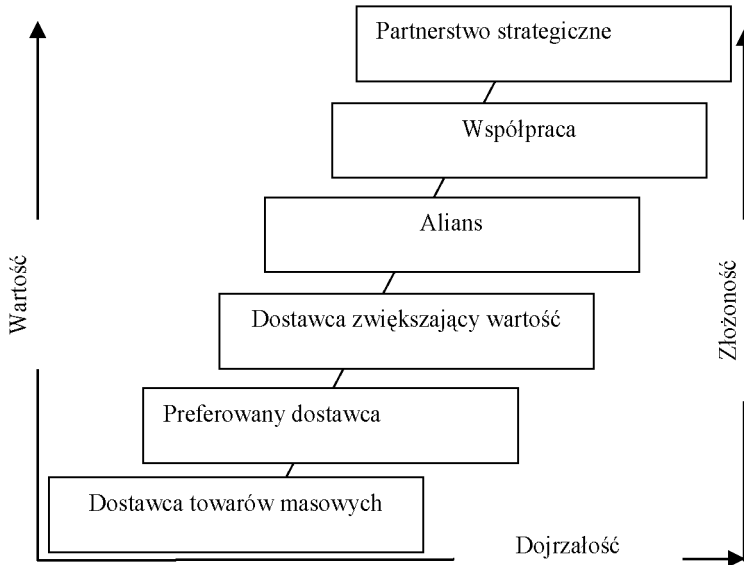 Partnerstwo strategiczne
Współpraca
Alians
Dostawca zwiększający wartość
Preferowany dostawca
Dostawca towarów masowych
Wartość
Złożoność
Dojrzałość